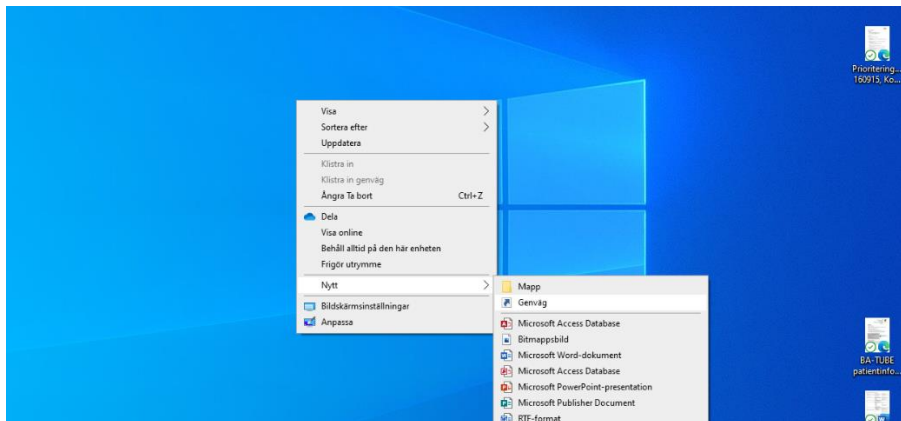 Prioritering...
160915, Ko...
Visa
Sortera efter
Uppdatera
Klistra in
Klistra in genväg
Ångra Ta bort Ctrl+Z
Dela
Visa online
Behåll alltid på den här enheten
Frigör utrymme
Nytt
Bildskärmsinställningar
Anpassa
Mapp
Genväg
Microsoft Access Database
Bitmappsbild
Microsoft Word-dokument
Microsoft Access Database
Microsoft PowerPoint-presentation
Microsoft Publisher Document
RTF-format
BA-TUBE
patientinfo...